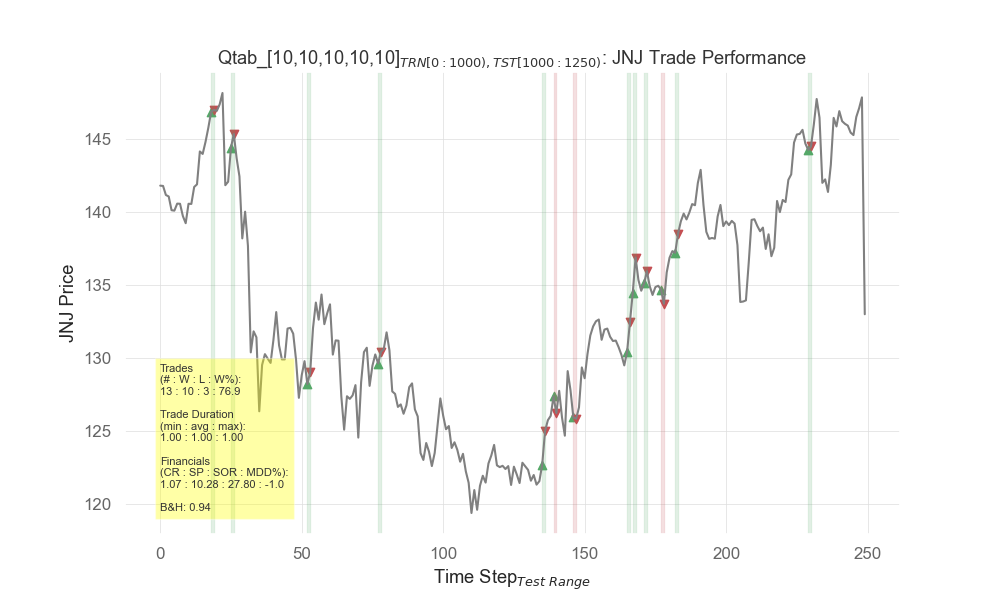 Qtab_[10,10,10,10,10]TRN[0 : 1000), TST[1000 : 1250): JNJ Trade Performance
145
140
135
130
125
120
JNJ Price
Trades
(# : W : L : W%):
13 : 10 : 3 : 76.9
Trade Duration
(min : avg : max):
1.00 : 1.00 : 1.00
Financials
(CR : SP : SOR : MDD%):
1.07 : 10.28 : 27.80 : -1.0
B&H: 0.94
0 50 100 150 200 250
Time StepTest Range